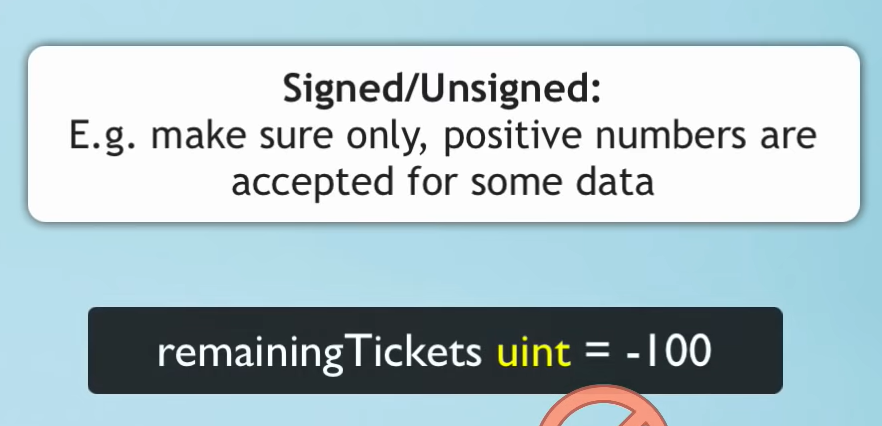 Signed/Unsigned:
E.g. make sure only, positive numbers are
accepted for some data
remainingTickets uint = -100